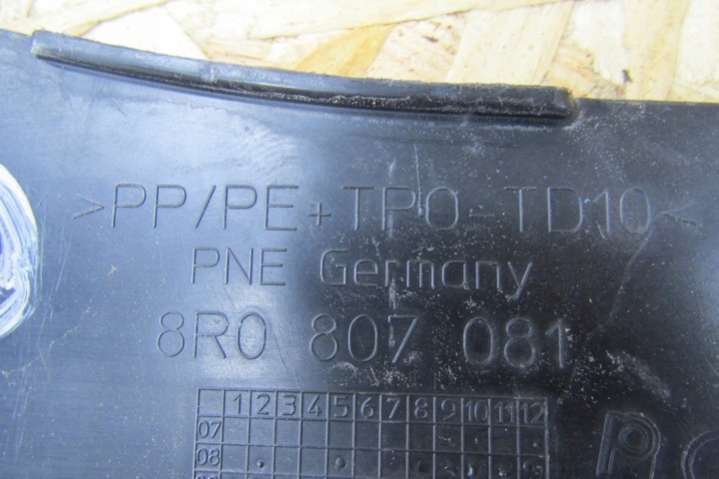 >PP/PE+TPO-TD10<
PNE Germany
8R0 807 081
1 2 3 4 5 6 7 8 9 10 11 12
07
08